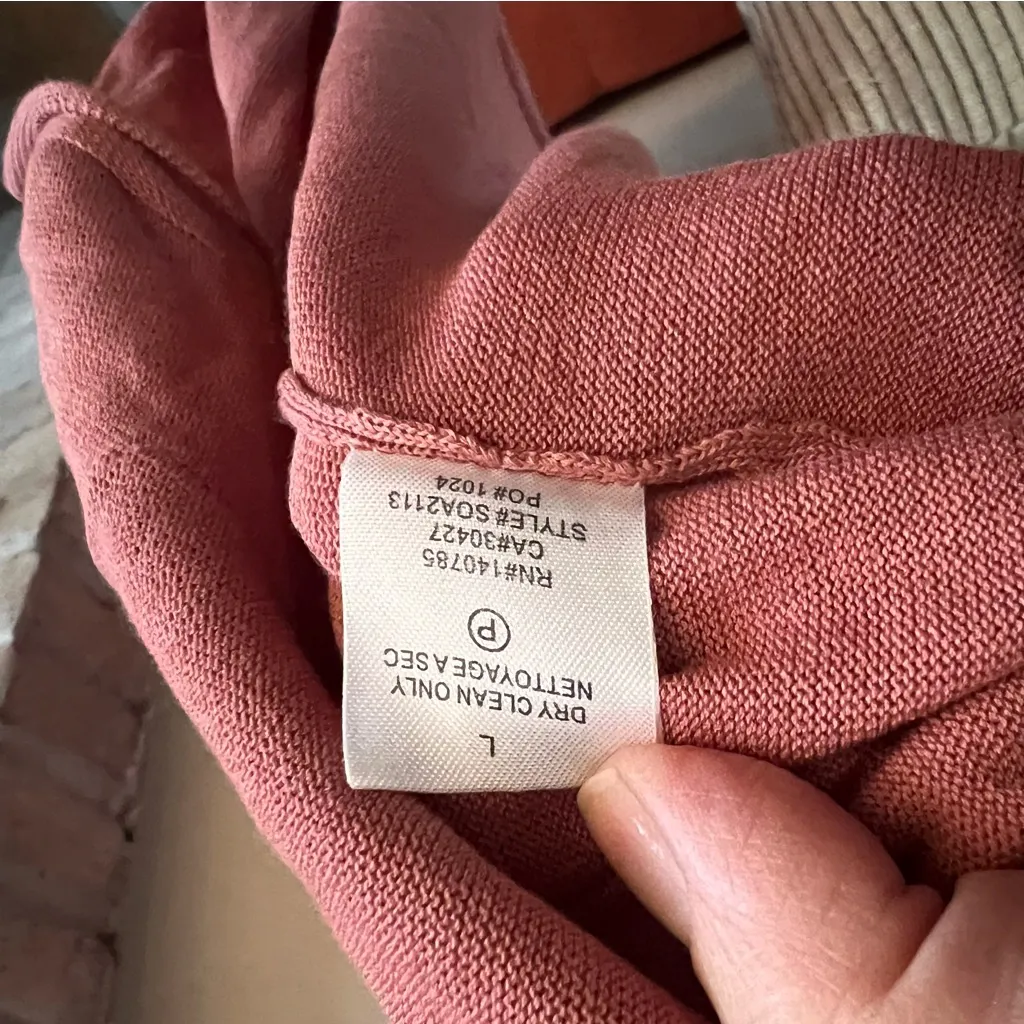 L
DRY CLEAN ONLY
NETTOYAGE A SEC
P
RN#140785
CA#30427
STYLE# SOA2113
PO# 1024